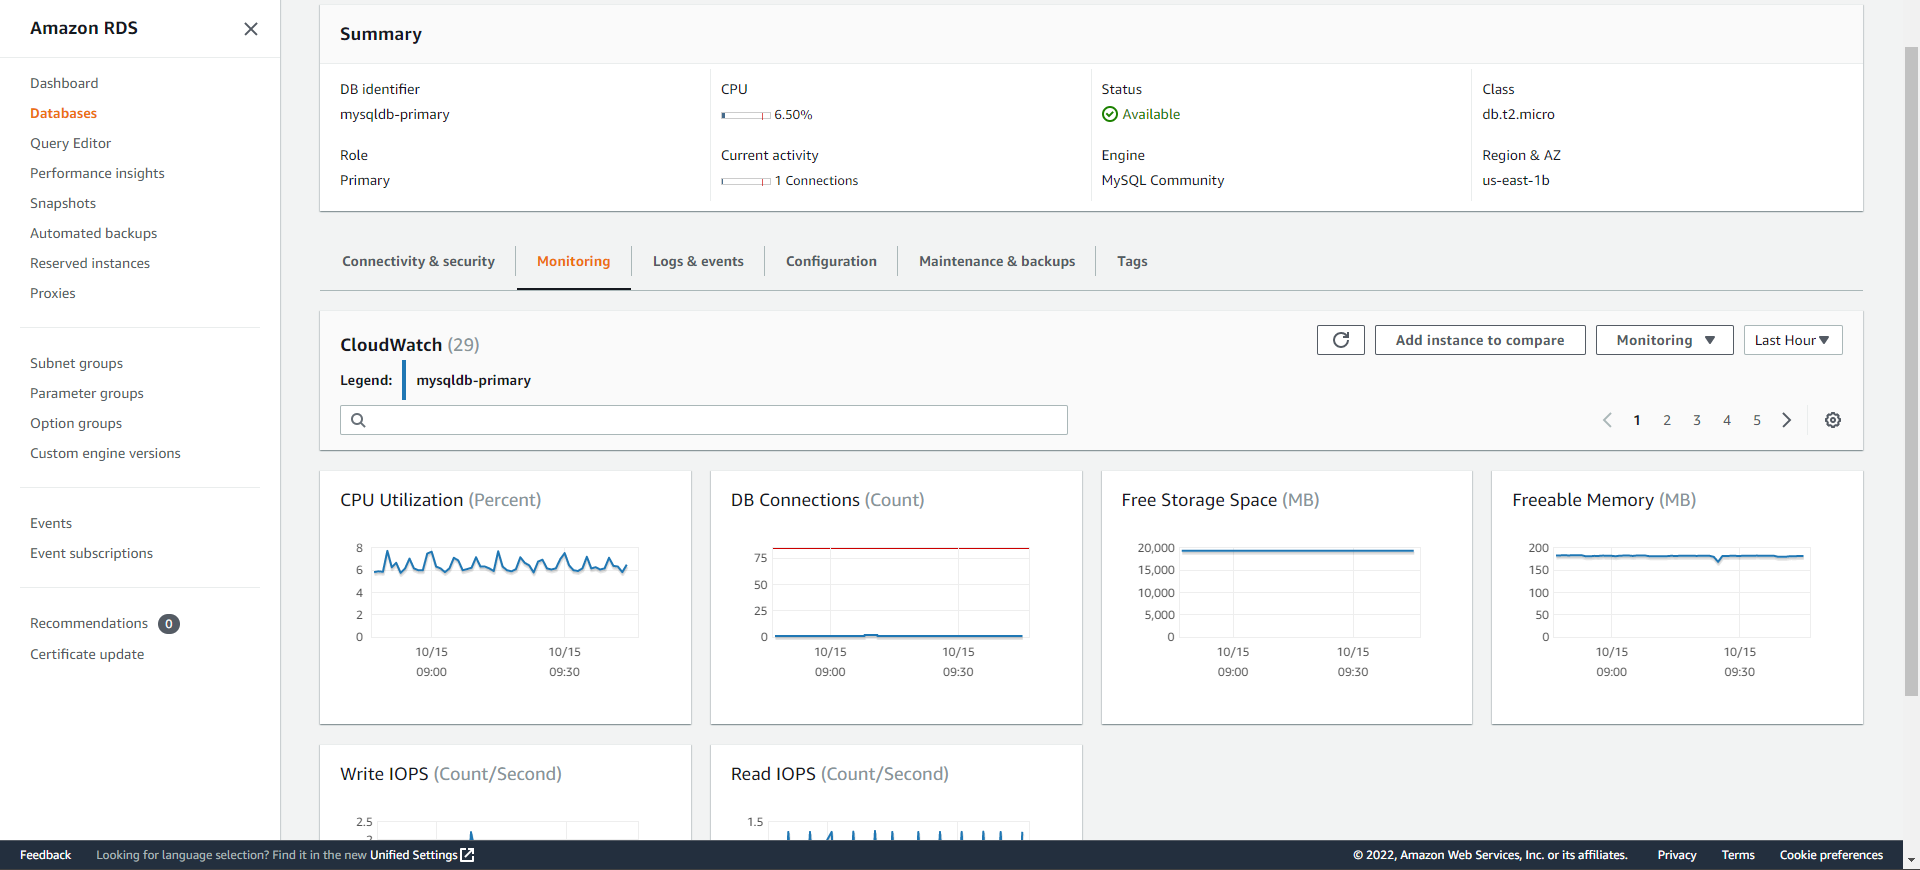 Amazon RDS
Dashboard
Databases
Query Editor
Performance insights
Snapshots
Automated backups
Reserved instances
Proxies
Subnet groups
Parameter groups
Option groups
Custom engine versions
Events
Event subscriptions
Recommendations 0
Certificate update
Summary
DB identifier
mysqldb-primary
CPU
6.50%
Status
Available
Class
db.t2.micro
Role
Primary
Current activity
1 Connections
Engine
MySQL Community
Region & AZ
us-east-1b
Connectivity & security
Monitoring
Logs & events
Configuration
Maintenance & backups
Tags
CloudWatch (29)
Add instance to compare
Monitoring
Last Hour
Legend: mysqldb-primary
1 2 3 4 5
CPU Utilization (Percent)
8
6
4
2
0
10/15 10/15
09:00 09:30
DB Connections (Count)
75
50
25
0
10/15 10/15
09:00 09:30
Free Storage Space (MB)
20,000
15,000
10,000
5,000
0
10/15 10/15
09:00 09:30
Freeable Memory (MB)
200
150
100
50
0
10/15 10/15
09:00 09:30
Write IOPS (Count/Second)
2.5
2
Read IOPS (Count/Second)
1.5
Feedback
Looking for language selection? Find it in the new Unified Settings
© 2022, Amazon Web Services, Inc. or its affiliates.
Privacy
Terms
Cookie preferences